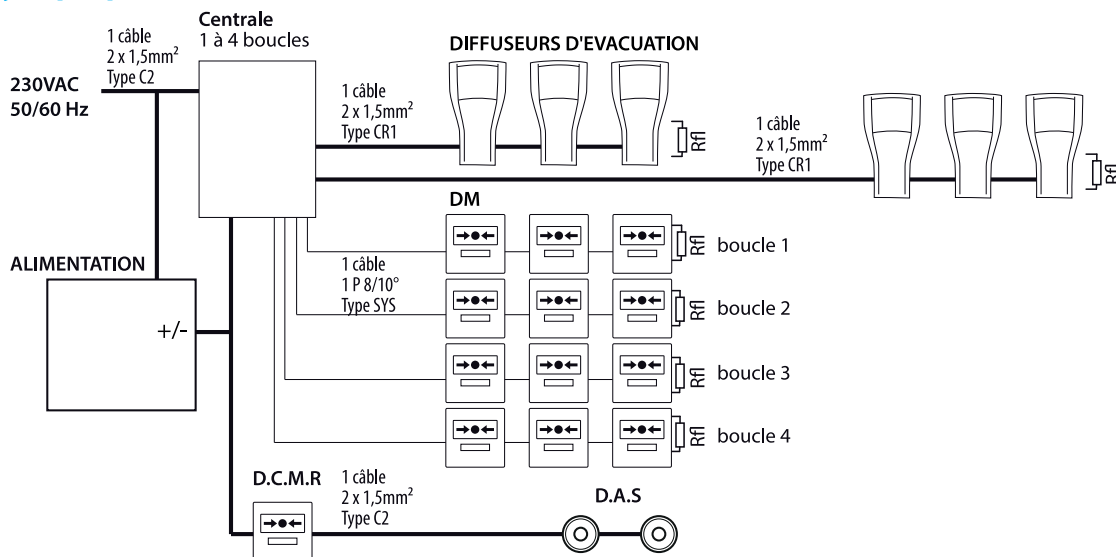 Centrale
1 à 4 boucles
1 câble
2 x 1,5mm²
Type C2
230VAC
50/60 Hz
DIFFUSEURS D'EVACUATION
1 câble
2 x 1,5mm²
Type CR1
Rfl
1 câble
2 x 1,5mm²
Type CR1
Rfl
DM
Rfl
boucle 1
ALIMENTATION
+/-
1 câble
1 P 8/10°
Type SYS
Rfl
boucle 2
Rfl
boucle 3
Rfl
boucle 4
D.C.M.R
1 câble
2 x 1,5mm²
Type C2
D.A.S